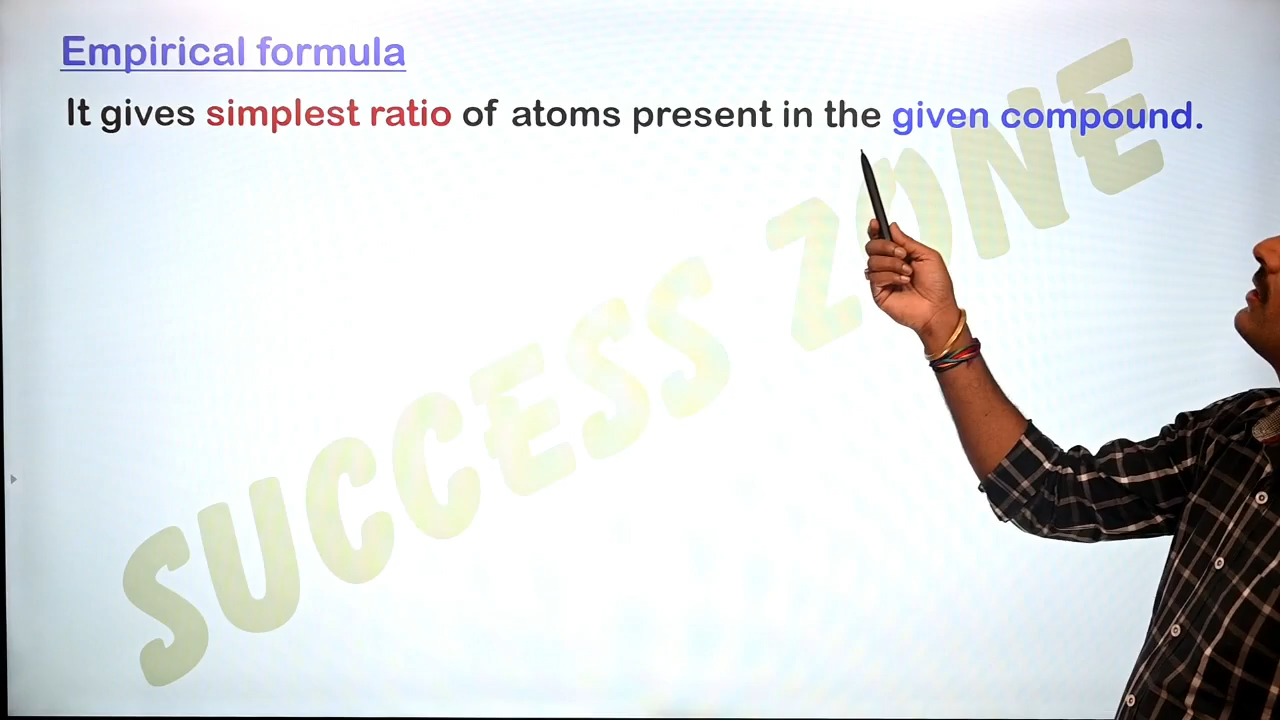 Empirical formula
It gives simplest ratio of atoms present in the given compound.
SUCCESS ZONE